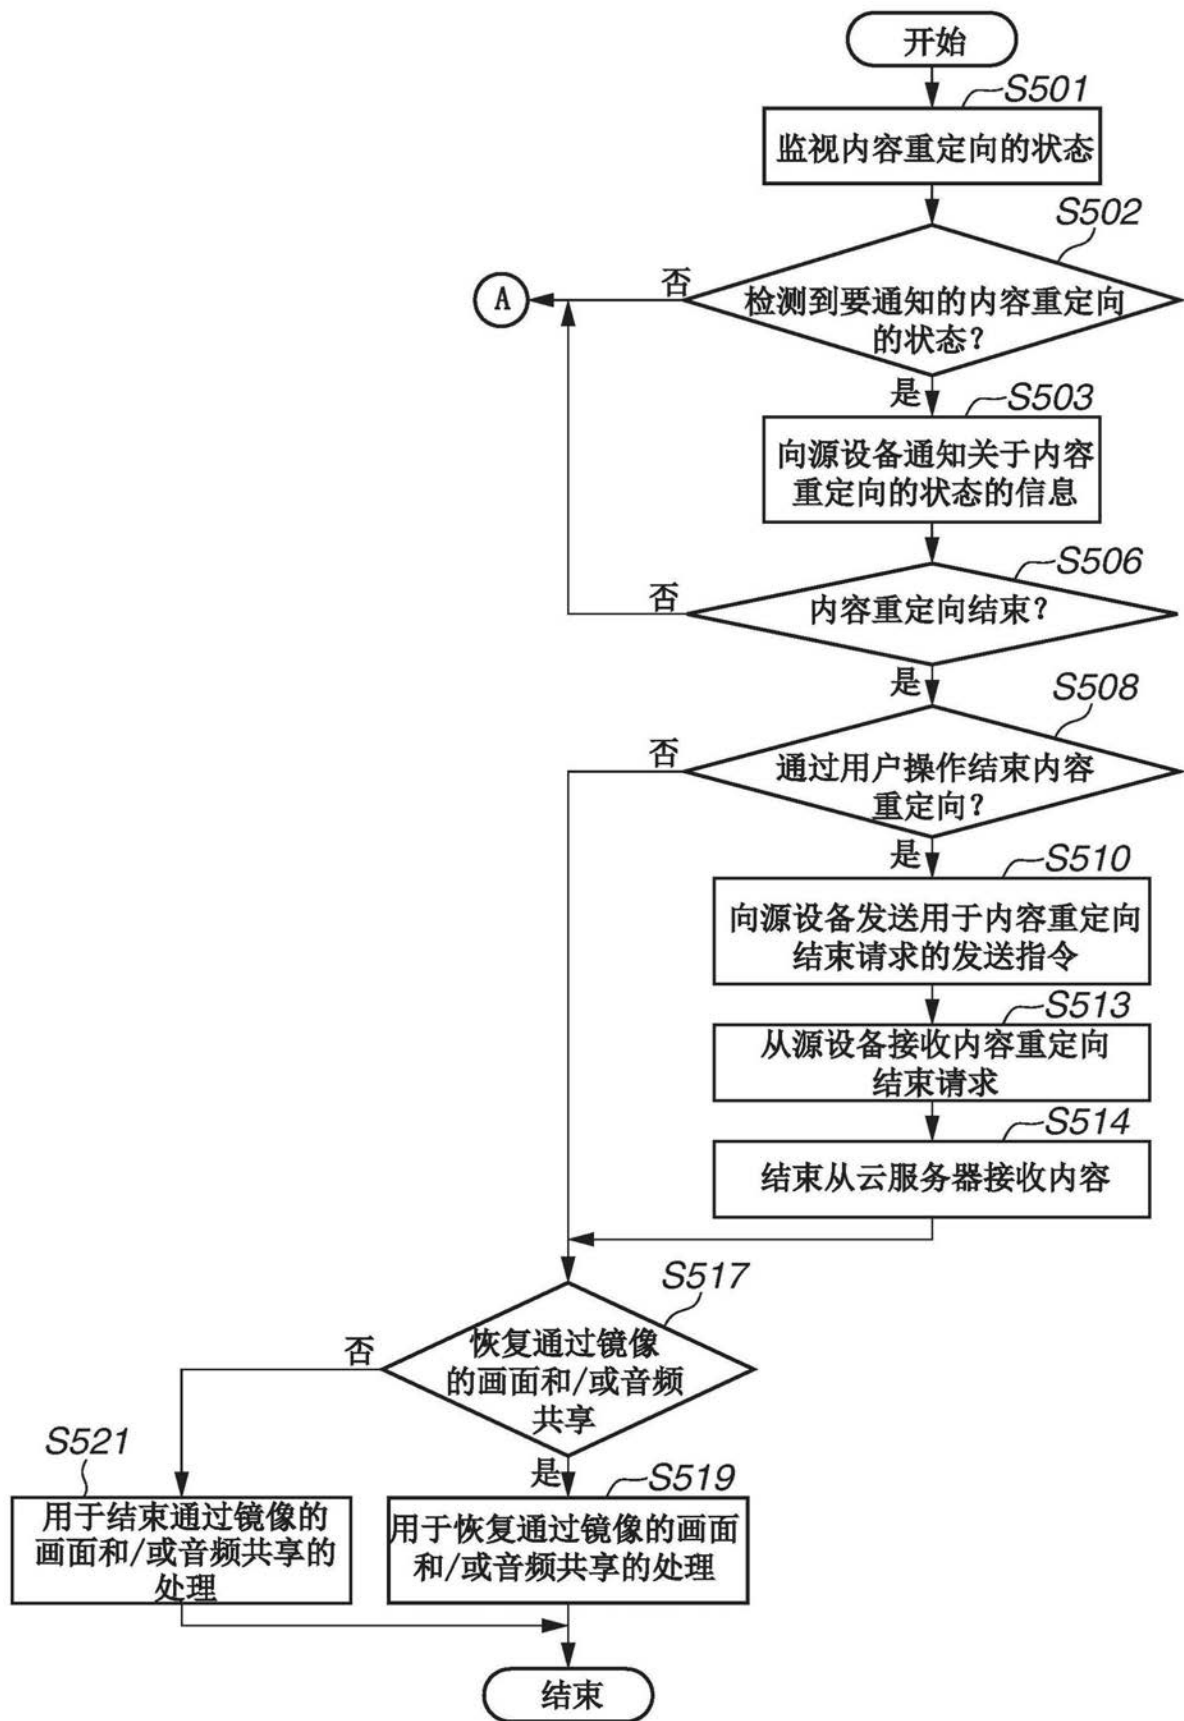 开始
S501
监视内容重定向的状态
S502
否
A
检测到要通知的内容重定向
的状态?
是
S503
向源设备通知关于内容
重定向的状态的信息
S506
否
内容重定向结束?
是
S508
否
通过用户操作结束内容
重定向?
是
S510
向源设备发送用于内容重定向
结束请求的发送指令
S513
从源设备接收内容重定向
结束请求
S514
结束从云服务器接收内容
S517
否
恢复通过镜像
的画面和/或音频
共享
S521
是
S519
用于结束通过镜像的
画面和/或音频共享的
处理
用于恢复通过镜像的画面
和/或音频共享的处理
结束